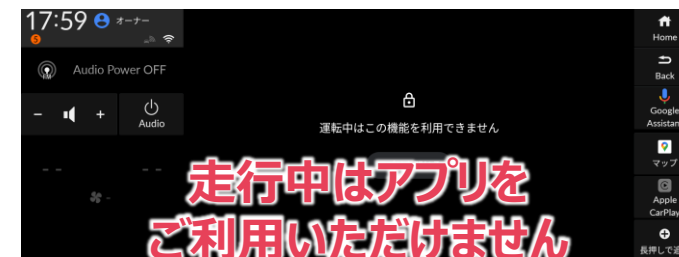 17:59 オーナー
5
Audio Power OFF
− +
Audio
-- --
-
運転中はこの機能を利用できません
走行中はアプリを
ご利用いただけません
Home
Back
Google
Assistan
マップ
Apple
CarPlay
長押しで追